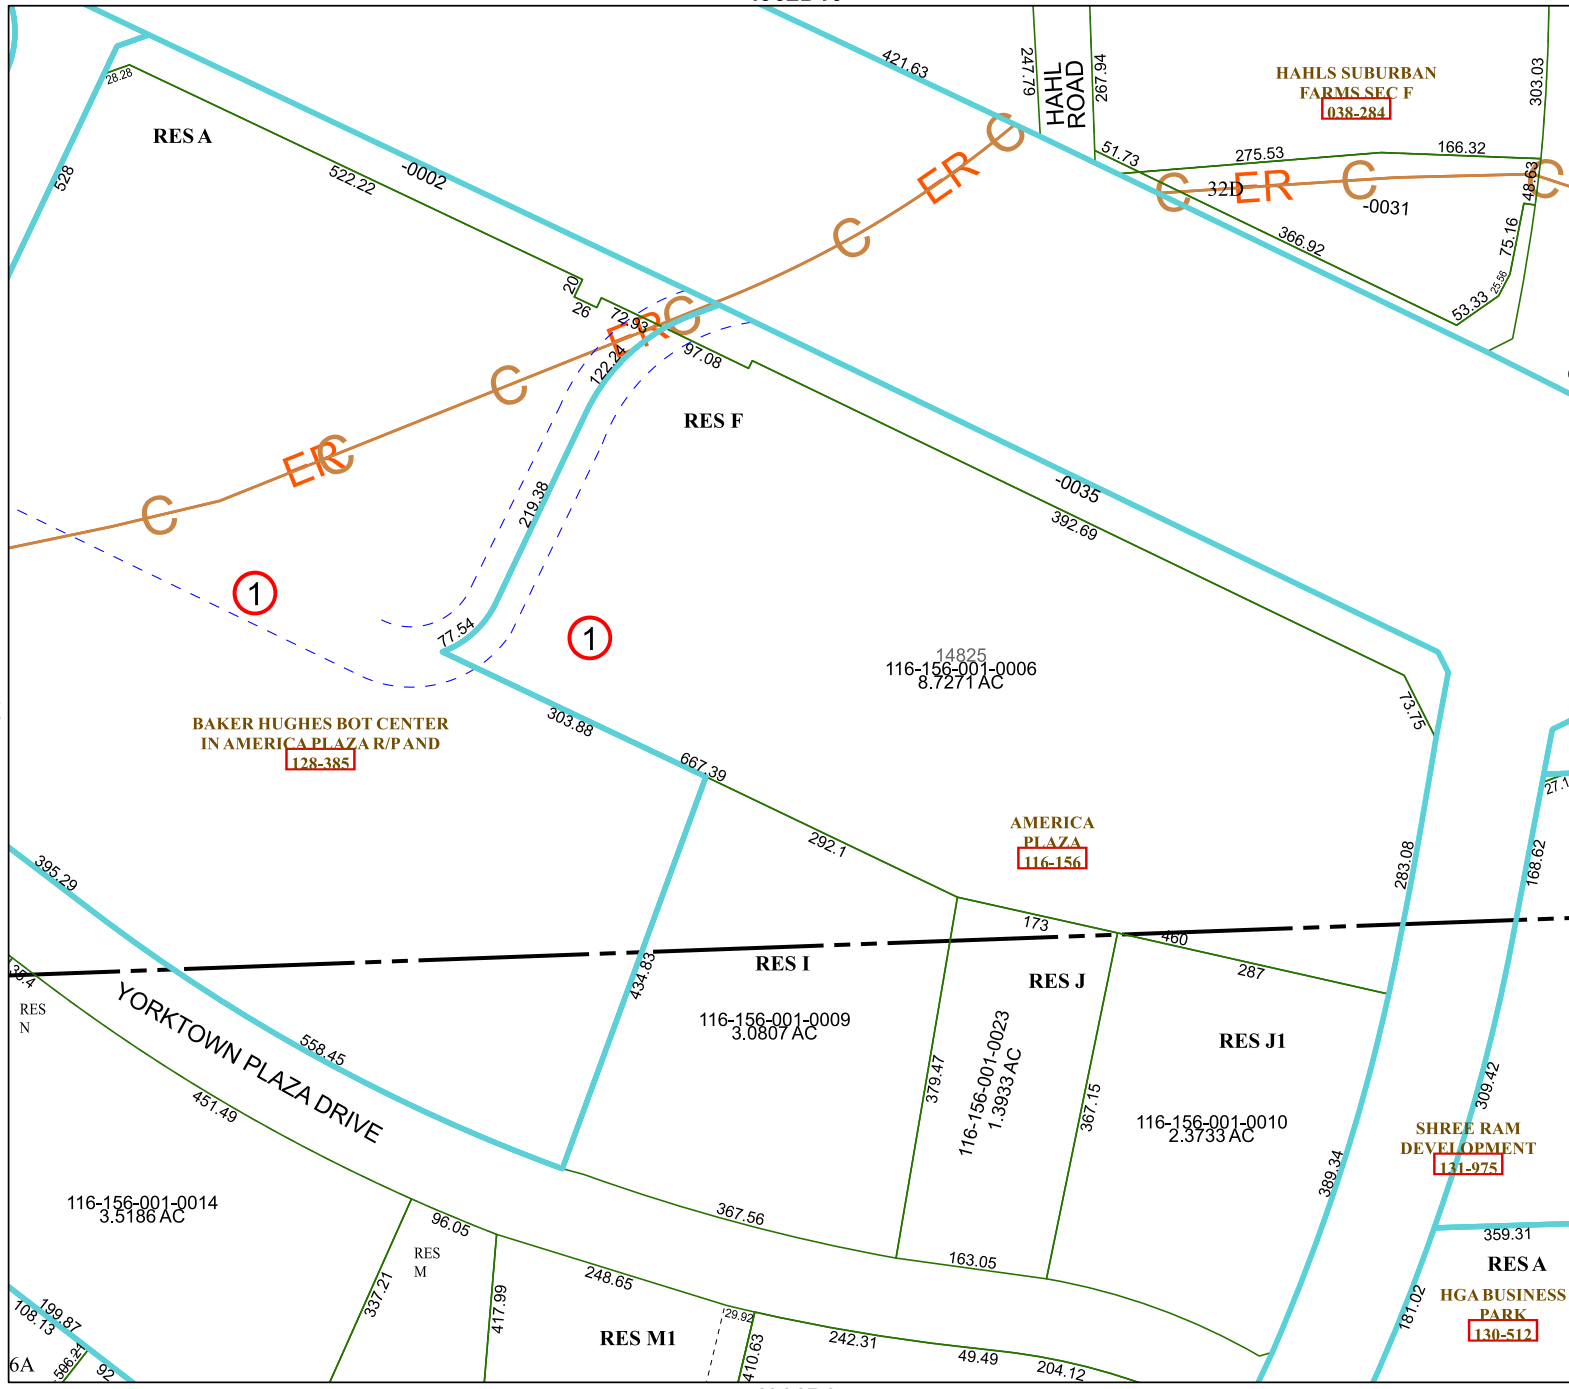 421.63
247.79
HAHL
ROAD
267.94
HAHLS SUBURBAN
FARMS SEC F
038-284
303.03
28.28
RES A
528
522.22
-0002
C
ER
51.73
275.53
166.32
C
32D
ER
C
-0031
48.63
C
366.92
75.16
25.56
53.33
C
20
26
72.93
ER
C
97.08
122.24
C
RES F
ER
C
C
219.38
-0035
392.69
1
1
77.54
14825
116-156-001-0006
8.7271 AC
73.75
303.88
BAKER HUGHES BOT CENTER
IN AMERICA PLAZA R/P AND
128-385
667.39
27.1
292.1
AMERICA
PLAZA
116-156
283.08
168.62
395.29
173
460
287
434.83
RES I
RES J
35.4
RES
N
YORKTOWN PLAZA DRIVE
558.45
116-156-001-0009
3.0807 AC
116-156-001-0023
1.3933 AC
RES J1
379.47
367.15
116-156-001-0010
2.3733 AC
309.42
451.49
SHREE RAM
DEVELOPMENT
131-975
389.34
116-156-001-0014
3.5186 AC
96.05
367.56
RES
M
163.05
359.31
RES A
248.65
337.21
417.99
HGA BUSINESS
PARK
130-512
181.02
199.87
108.13
29.92
RES M1
242.31
410.63
49.49
204.12
6A
506.21
92